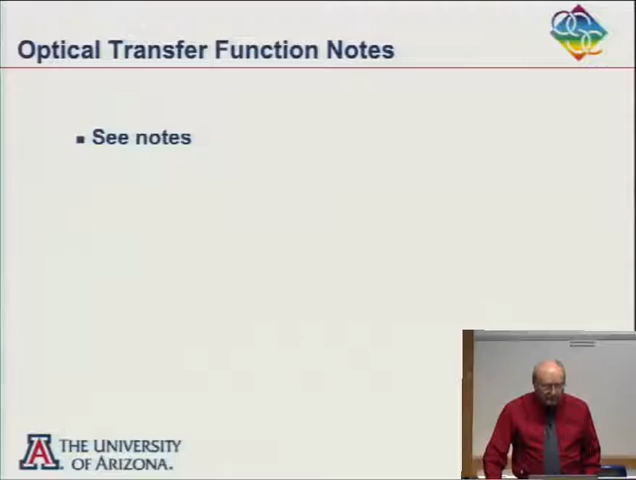 Optical Transfer Function Notes
See notes
THE UNIVERSITY
OF ARIZONA.